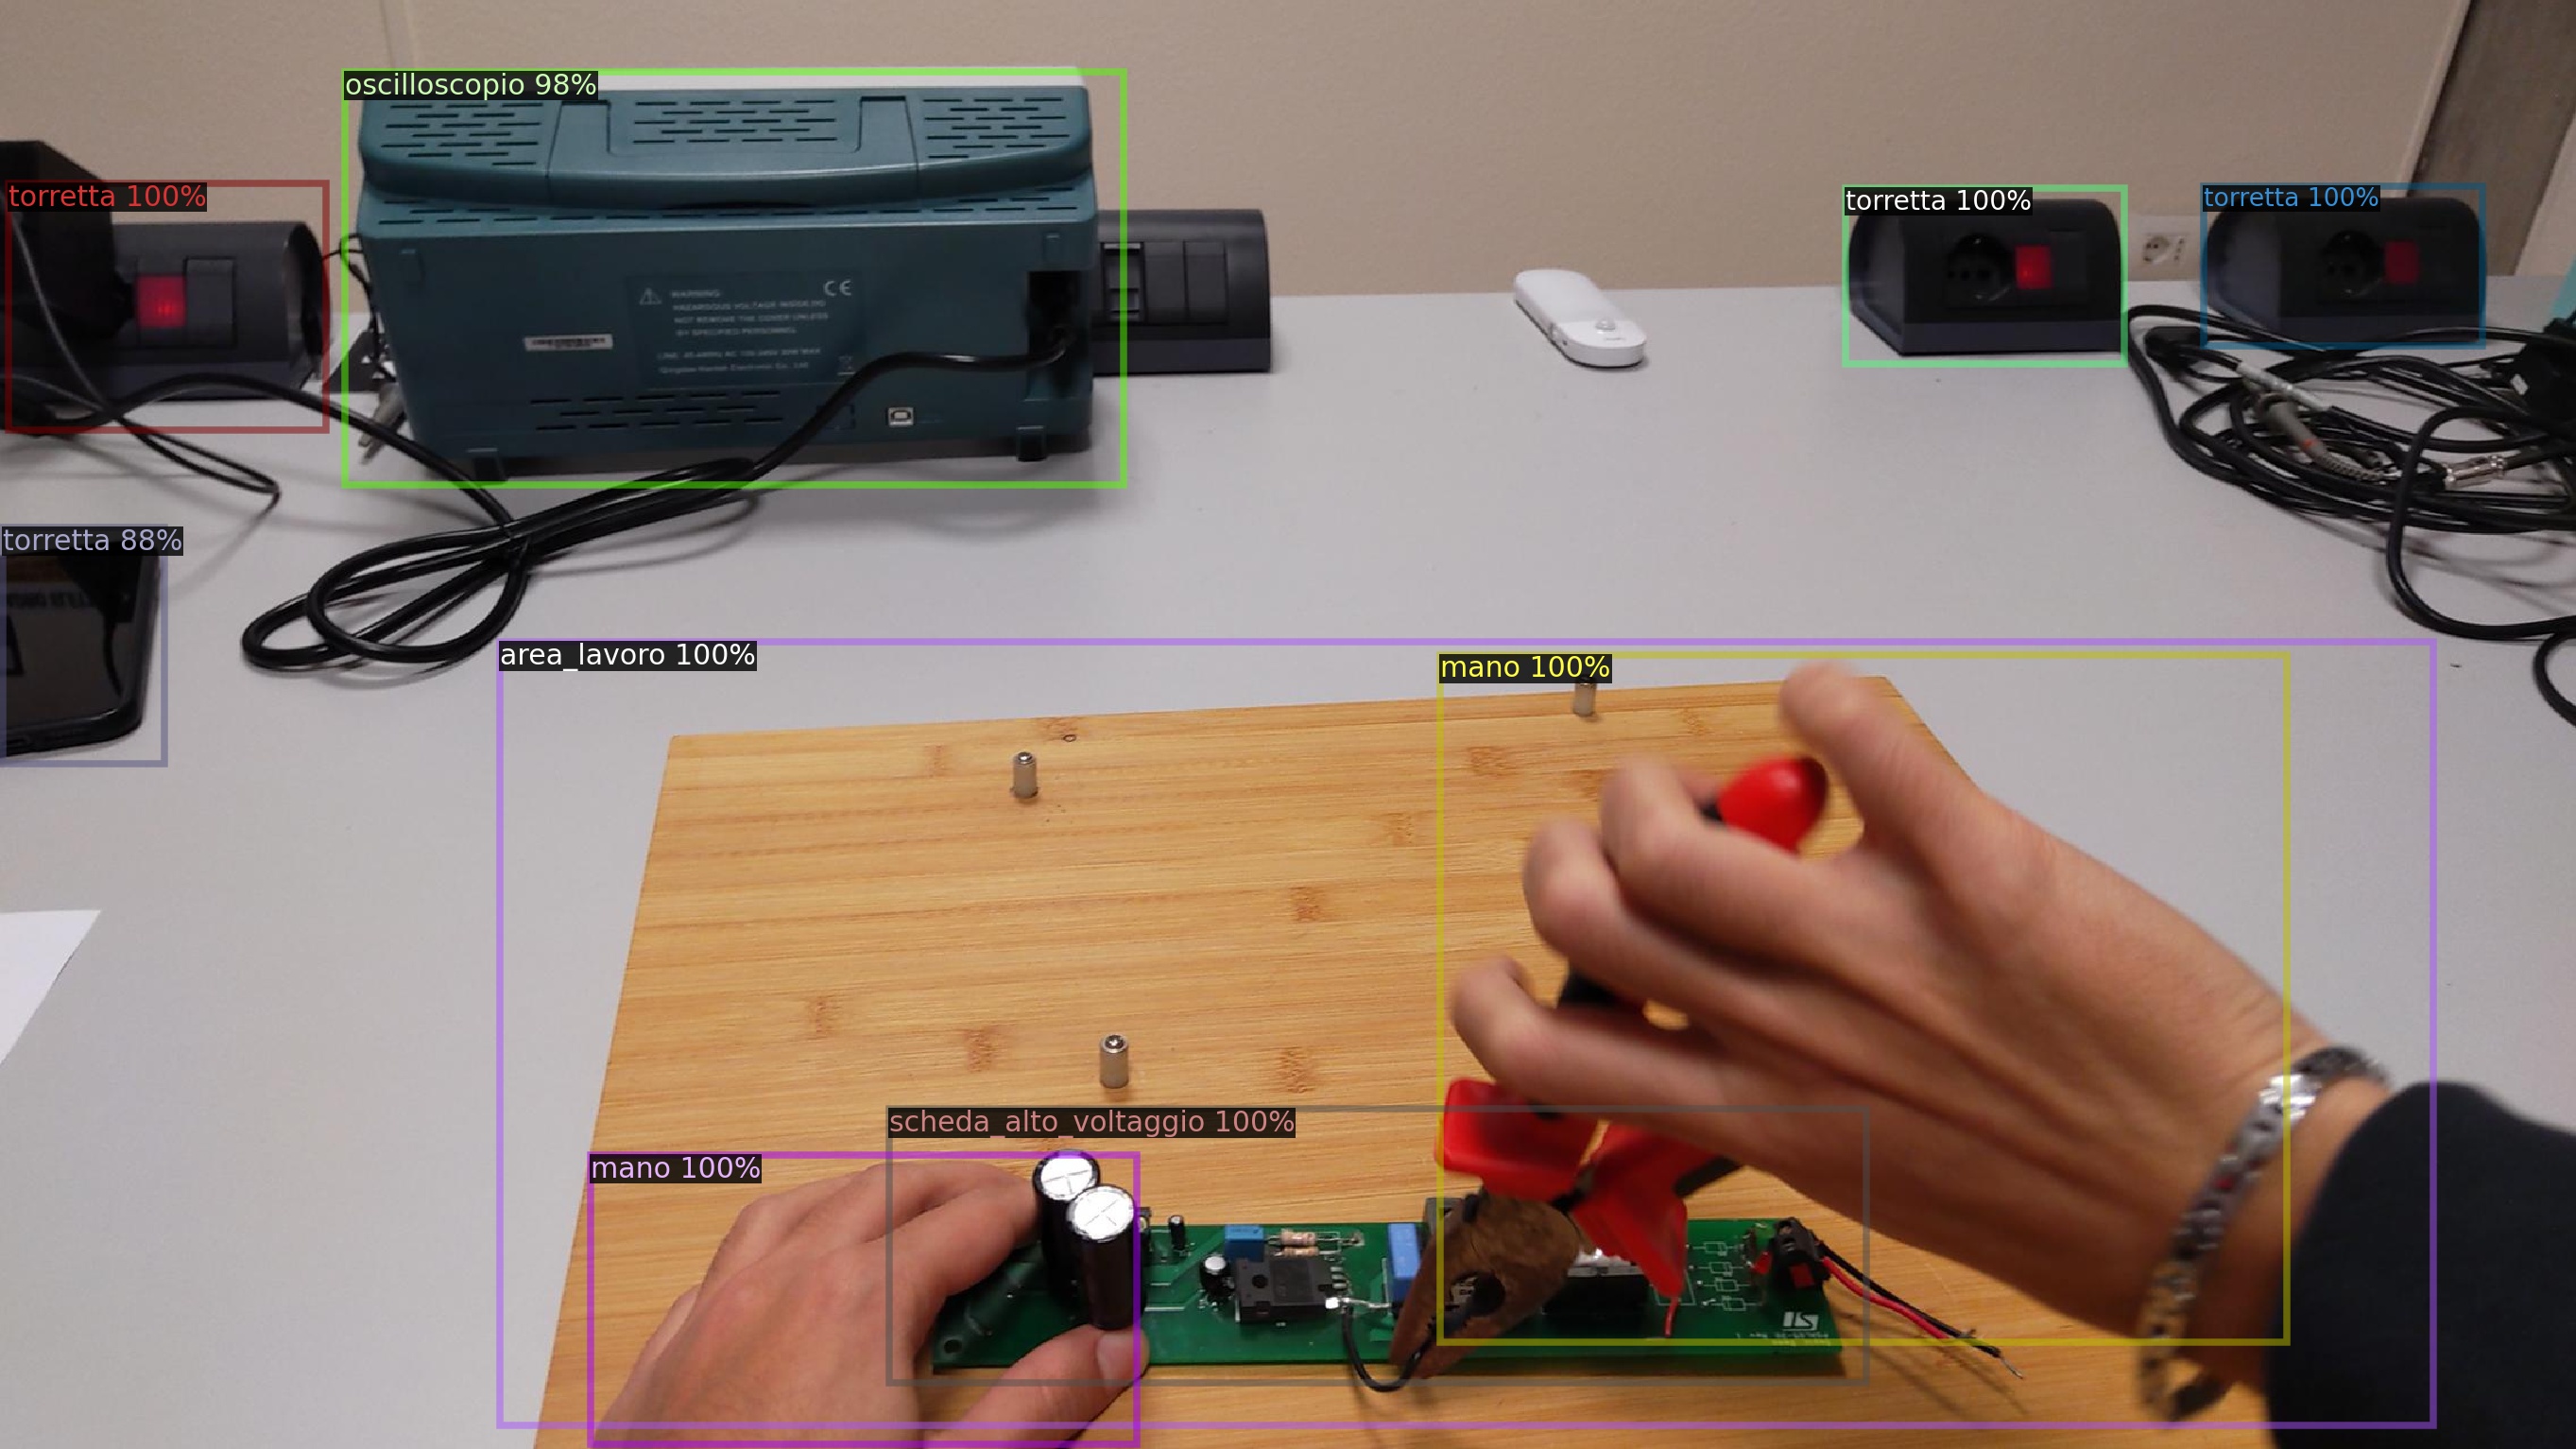 oscilloscopio 98%
torretta 100%
torretta 100%
torretta 100%
WARNING:
HAZARDOUS VOLTAGE INSIDE,DO
NOT REMOVE THE COVER UNLESS
BY SPECIFIED PERSONNEL
CE
torretta 88%
area_lavoro 100%
mano 100%
scheda_alto_voltaggio 100%
mano 100%